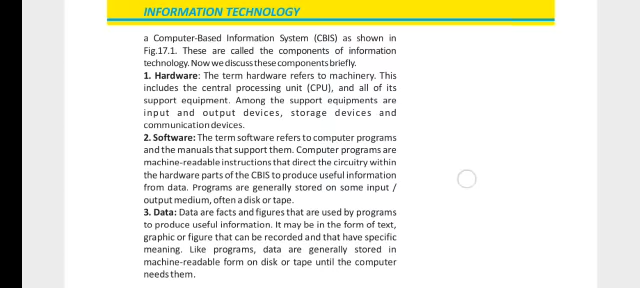 INFORMATION TECHNOLOGY
a Computer-Based Information System (CBIS) as shown in
Fig.17.1. These are called the components of information
technology. Now we discuss these components briefly.
1. Hardware: The term hardware refers to machinery. This
includes the central processing unit (CPU), and all of its
support equipment. Among the support equipments are
input and output devices, storage devices and
communication devices.
2. Software: The term software refers to computer programs
and the manuals that support them. Computer programs are
machine-readable instructions that direct the circuitry within
the hardware parts of the CBIS to produce useful information
from data. Programs are generally stored on some input /
output medium, often a disk or tape.
3. Data: Data are facts and figures that are used by programs
to produce useful information. It may be in the form of text,
graphic or figure that can be recorded and that have specific
meaning. Like programs, data are generally stored in
machine-readable form on disk or tape until the computer
needs them.